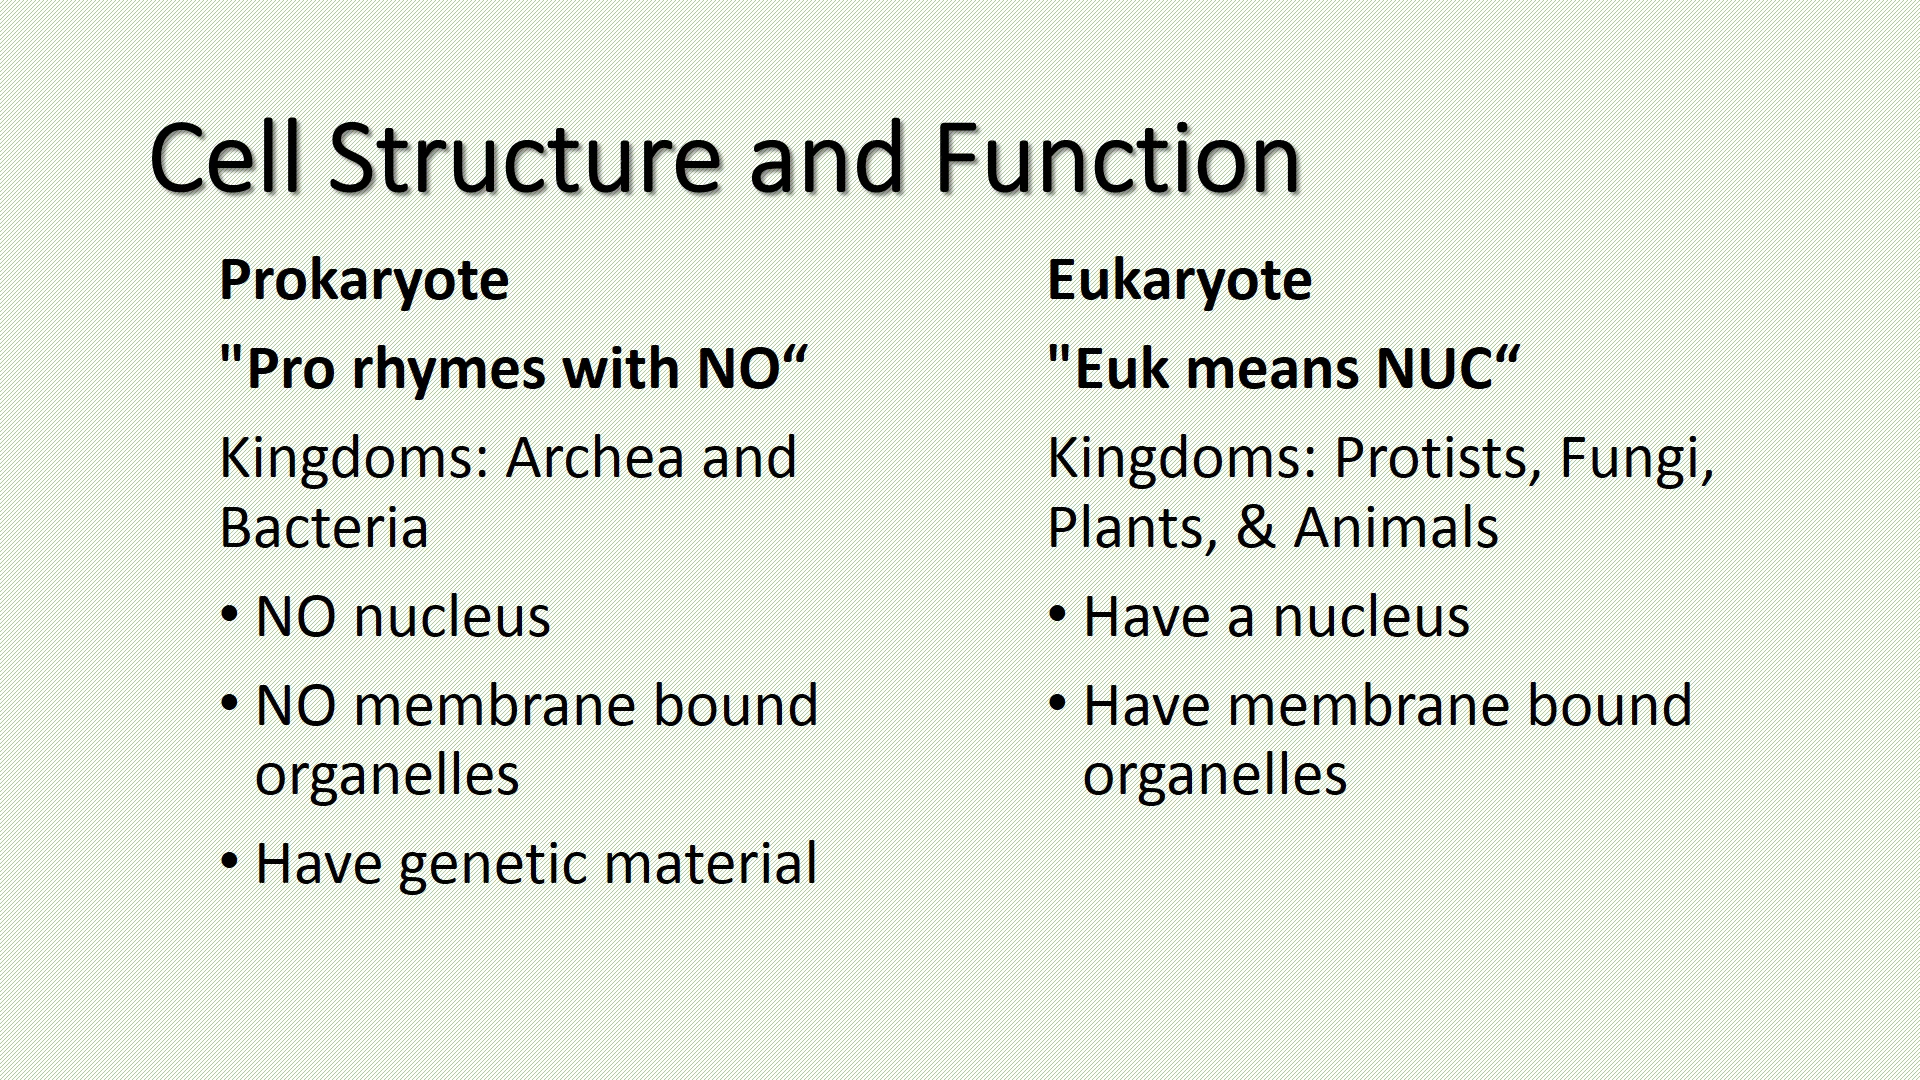 Cell Structure and Function
Prokaryote
"Pro rhymes with NO“
Kingdoms: Archea and
Bacteria
• NO nucleus
• NO membrane bound
organelles
• Have genetic material
Eukaryote
"Euk means NUC“
Kingdoms: Protists, Fungi,
Plants, & Animals
• Have a nucleus
• Have membrane bound
organelles